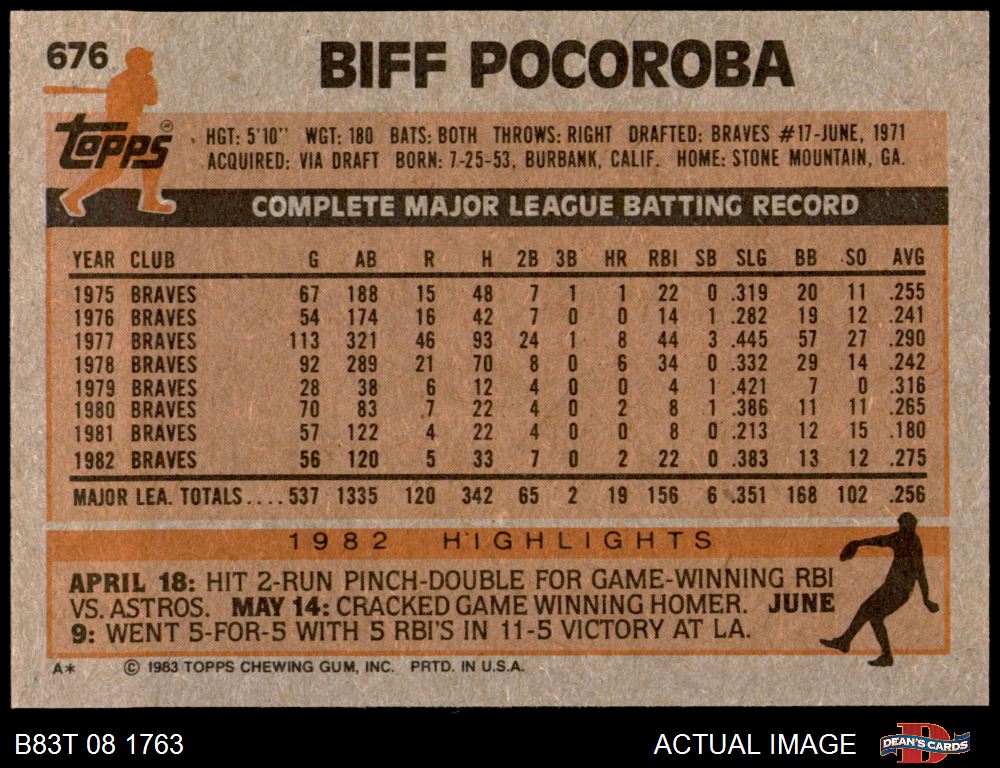 676
BIFF POCOROBA
Topps®
HGT: 5'10" WGT: 180 BATS: BOTH THROWS: RIGHT DRAFTED: BRAVES #17-JUNE, 1971
ACQUIRED: VIA DRAFT BORN: 7-25-53, BURBANK, CALIF. HOME: STONE MOUNTAIN, GA.
COMPLETE MAJOR LEAGUE BATTING RECORD
YEAR CLUB G AB R H 2B 3B HR RBI SB SLG BB SO AVG
1975 BRAVES 67 188 15 48 7 1 1 22 0 .319 20 11 .255
1976 BRAVES 54 174 16 42 7 0 0 14 1 .282 19 12 .241
1977 BRAVES 113 321 46 93 24 1 8 44 3 .445 57 27 .290
1978 BRAVES 92 289 21 70 8 0 6 34 0 .332 29 14 .242
1979 BRAVES 28 38 6 12 4 0 0 4 1 .421 7 0 .316
1980 BRAVES 70 83 7 22 4 0 2 8 1 .386 11 11 .265
1981 BRAVES 57 122 4 22 4 0 0 8 0 .213 12 15 .180
1982 BRAVES 56 120 5 33 7 0 2 22 0 .383 13 12 .275
MAJOR LEA. TOTALS.... 537 1335 120 342 65 2 19 156 6 .351 168 102 .256
1982 HIGHLIGHTS
APRIL 18: HIT 2-RUN PINCH-DOUBLE FOR GAME-WINNING RBI
VS. ASTROS. MAY 14: CRACKED GAME WINNING HOMER. JUNE
9: WENT 5-FOR-5 WITH 5 RBI'S IN 11-5 VICTORY AT LA.
A* © 1983 TOPPS CHEWING GUM, INC. PRTD. IN U.S.A.
B83T 08 1763 ACTUAL IMAGE D DEAN'S CARDS